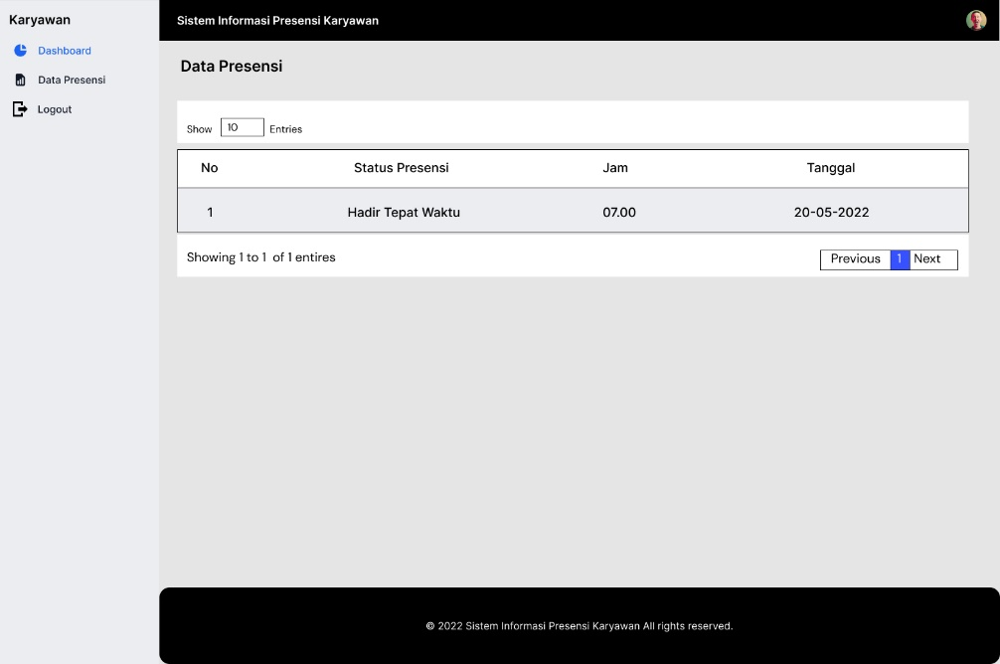 Karyawan
Dashboard
Data Presensi
Logout
Sistem Informasi Presensi Karyawan
Data Presensi
Show 10 Entries
No Status Presensi Jam Tanggal
1 Hadir Tepat Waktu 07.00 20-05-2022
Showing 1 to 1 of 1 entires
Previous 1 Next
© 2022 Sistem Informasi Presensi Karyawan All rights reserved.